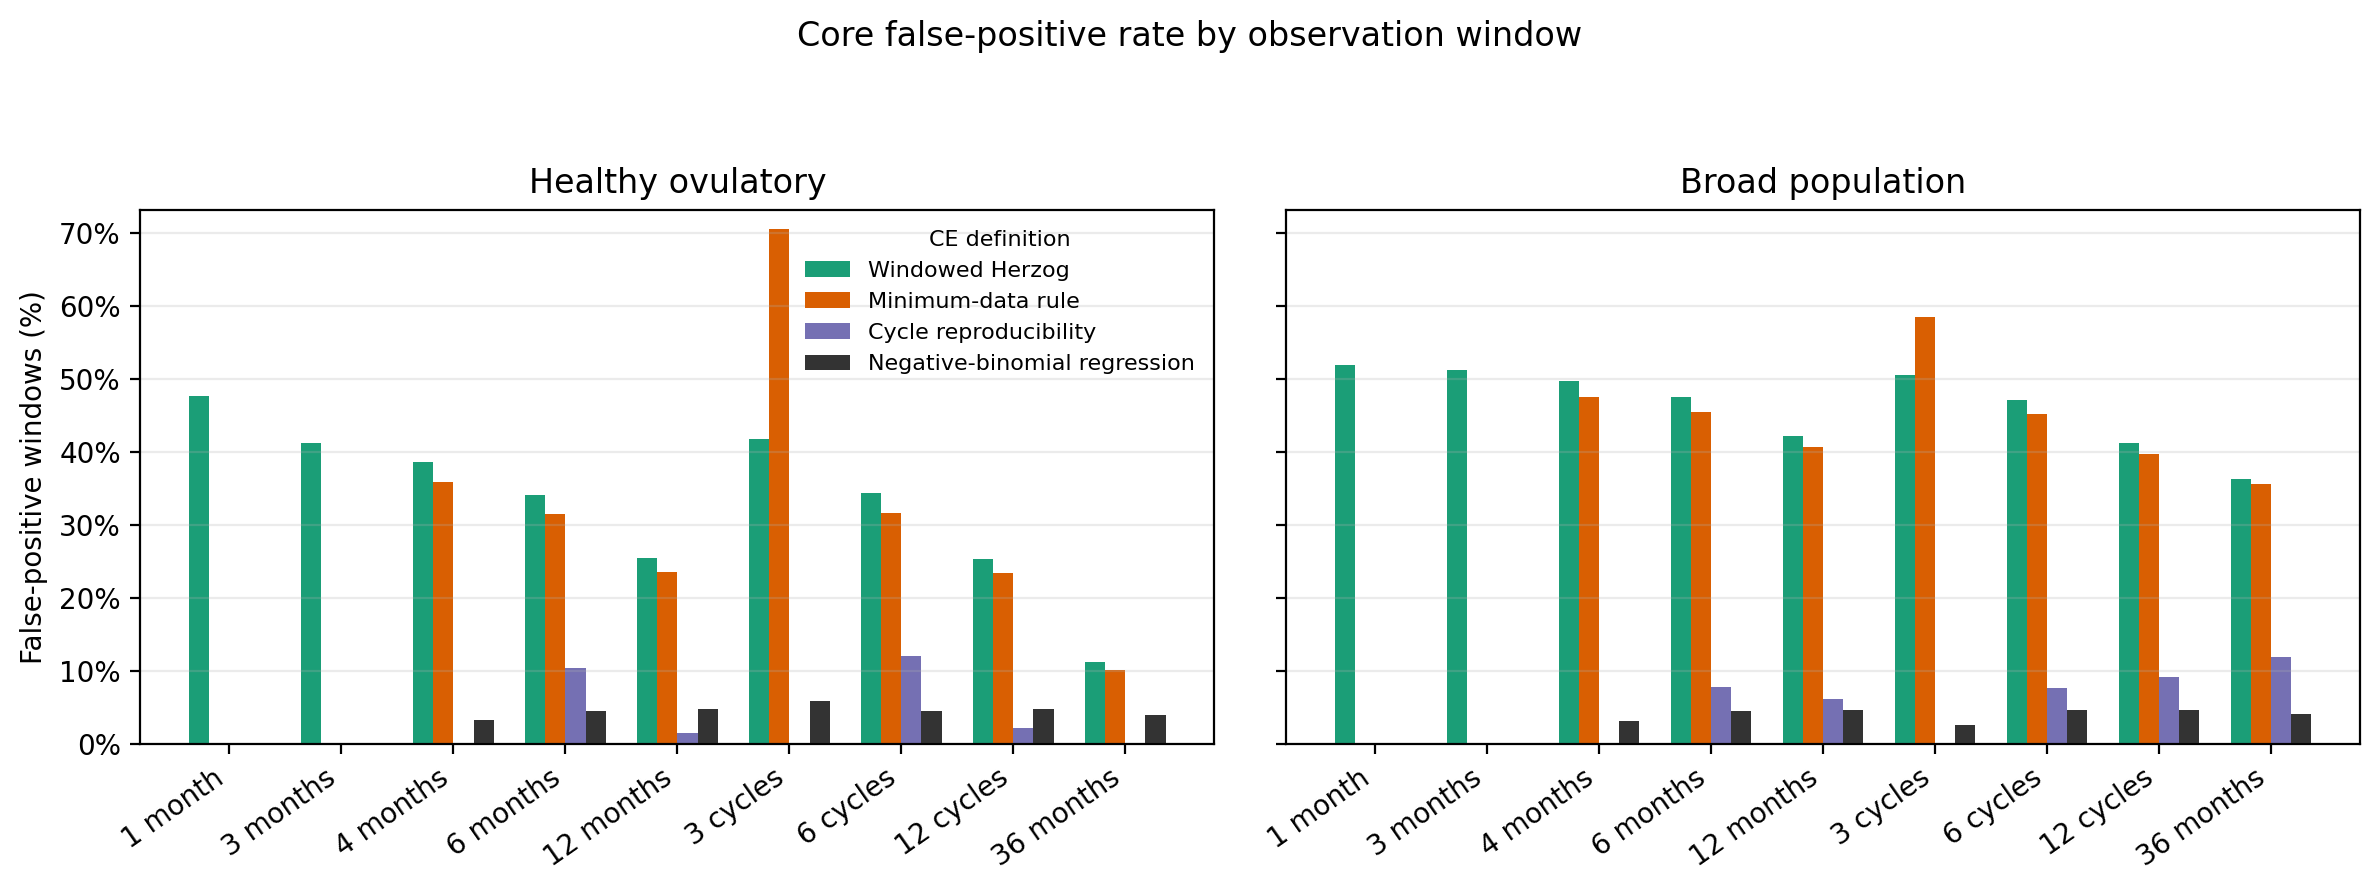 Core false-positive rate by observation window
Healthy ovulatory
Broad population
False-positive windows (%)
70%
60%
50%
40%
30%
20%
10%
0%
CE definition
Windowed Herzog
Minimum-data rule
Cycle reproducibility
Negative-binomial regression
1 month
3 months
4 months
6 months
12 months
3 cycles
6 cycles
12 cycles
36 months
1 month
3 months
4 months
6 months
12 months
3 cycles
6 cycles
12 cycles
36 months